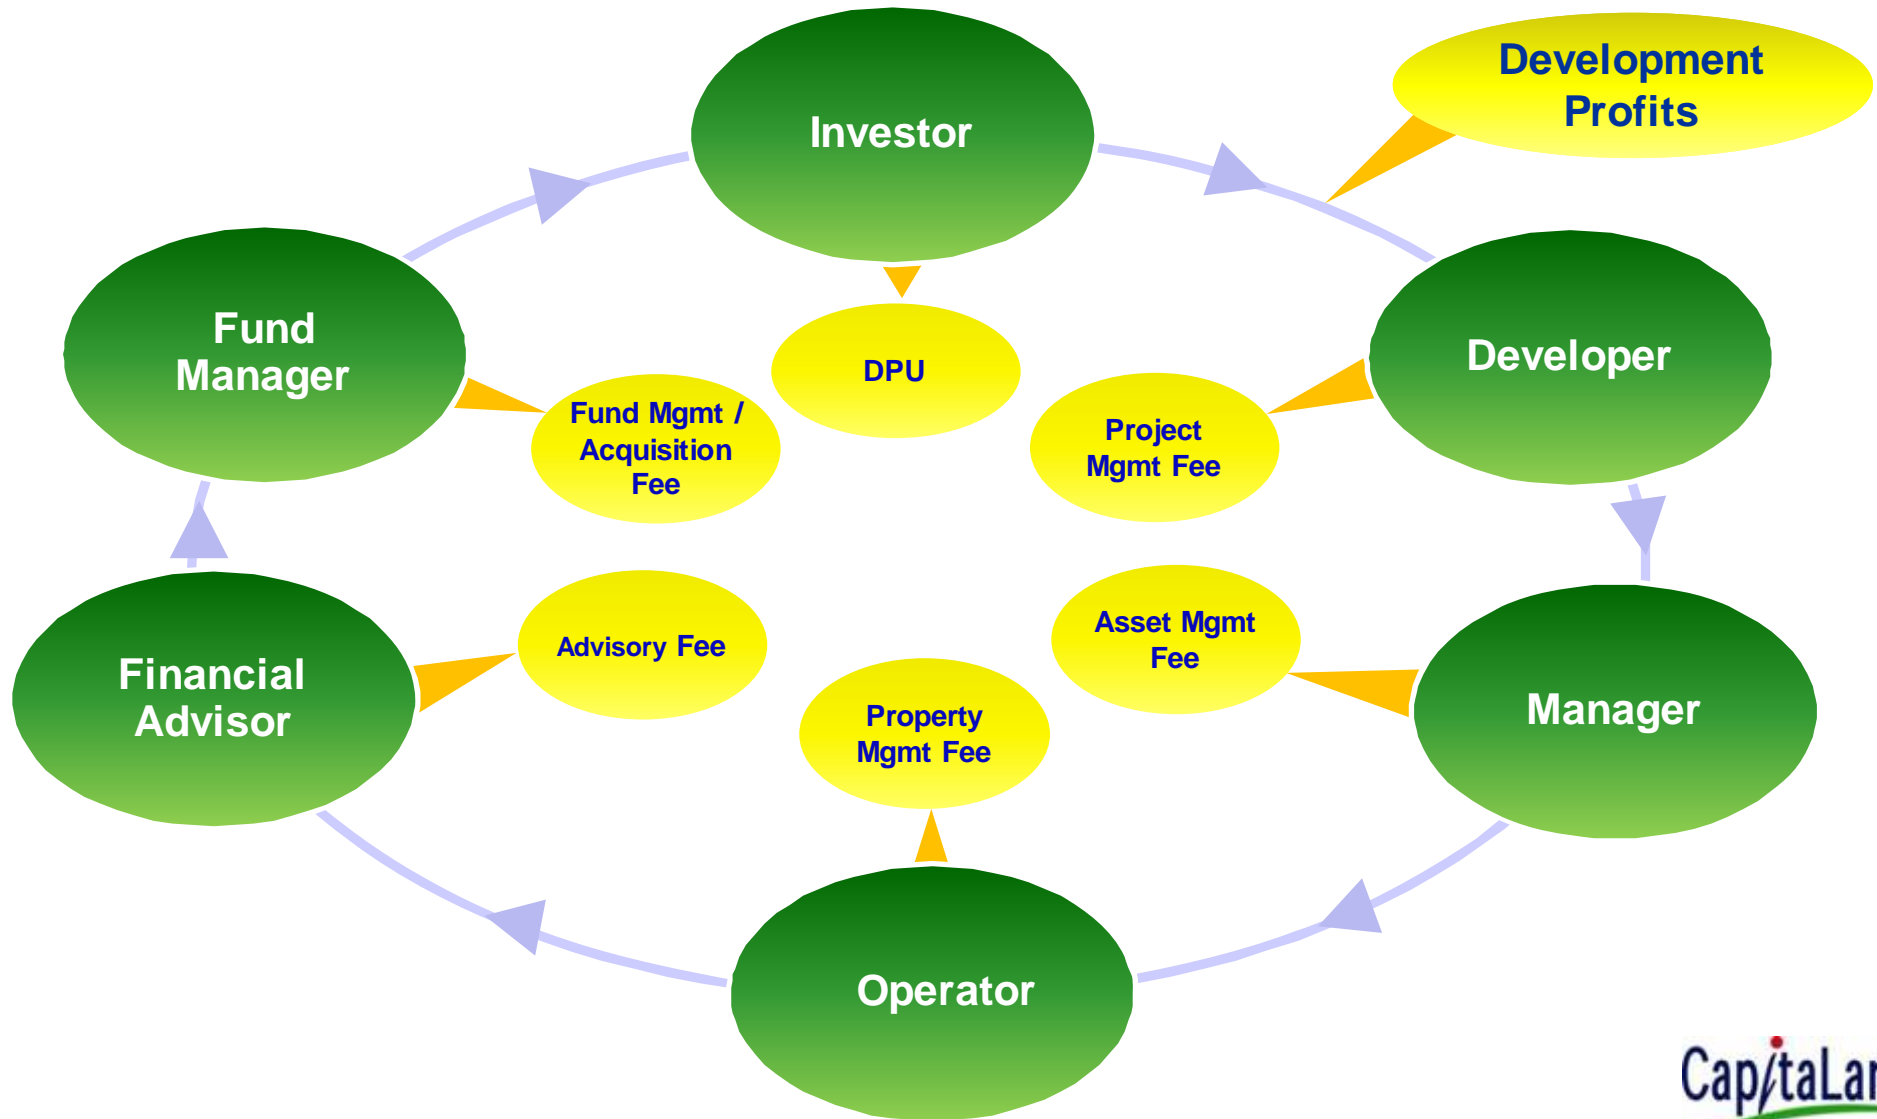 Development
Profits
Investor
Fund
Manager
Developer
DPU
Fund Mgmt /
Acquisition
Fee
Project
Mgmt Fee
Asset Mgmt
Fee
Advisory Fee
Financial
Advisor
Manager
Property
Mgmt Fee
Operator